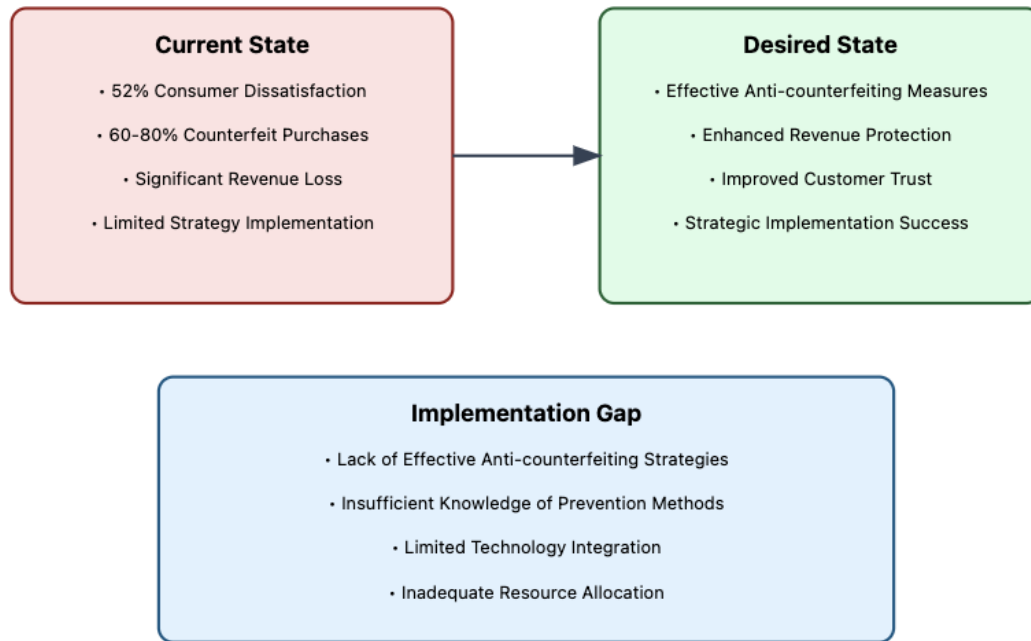 Current State
• 52% Consumer Dissatisfaction
• 60-80% Counterfeit Purchases
• Significant Revenue Loss
• Limited Strategy Implementation
Desired State
• Effective Anti-counterfeiting Measures
• Enhanced Revenue Protection
• Improved Customer Trust
• Strategic Implementation Success
Implementation Gap
• Lack of Effective Anti-counterfeiting Strategies
• Insufficient Knowledge of Prevention Methods
• Limited Technology Integration
• Inadequate Resource Allocation